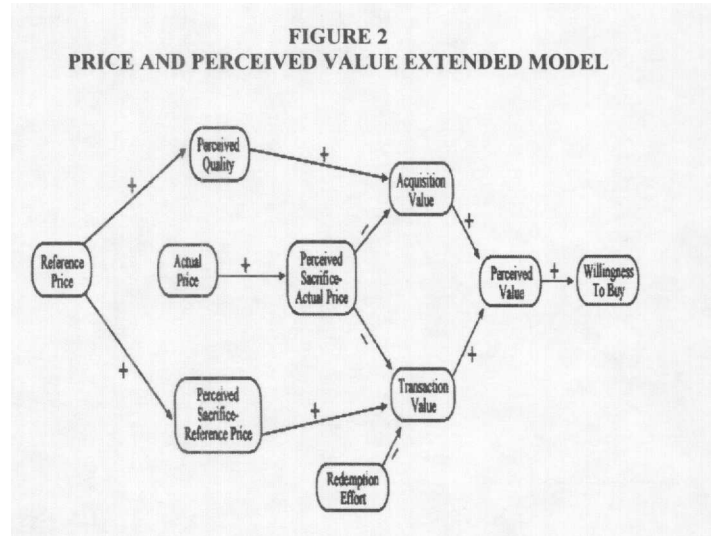 FIGURE 2
PRICE AND PERCEIVED VALUE EXTENDED MODEL
Perceived
Quality
+
+
Acquisition
Value
+
Reference
Price
Actual
Price
+
Perceived
Sacrifice-
Actual Price
–
–
Perceived
Value
+
Willingness
To Buy
+
+
Perceived
Sacrifice-
Reference Price
+
Transaction
Value
–
Redemption
Effort